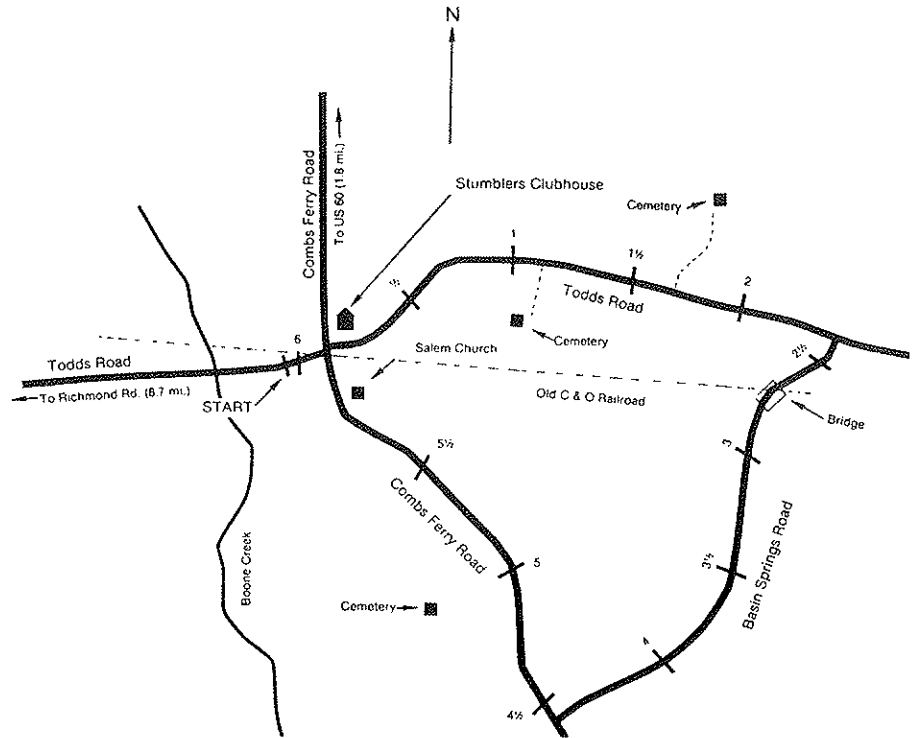 N
Combs Ferry Road
To US 60 (1.8 mi.)
Stumblers Clubhouse
Cemetery
½
1
1½
2
Todds Road
Cemetery
2½
6
Todds Road
To Richmond Rd. (8.7 mi.)
START
Salem Church
Old C & O Railroad
Bridge
3
5½
Combs Ferry Road
Boone Creek
5
3½
Basin Springs Road
Cemetery
4
4½